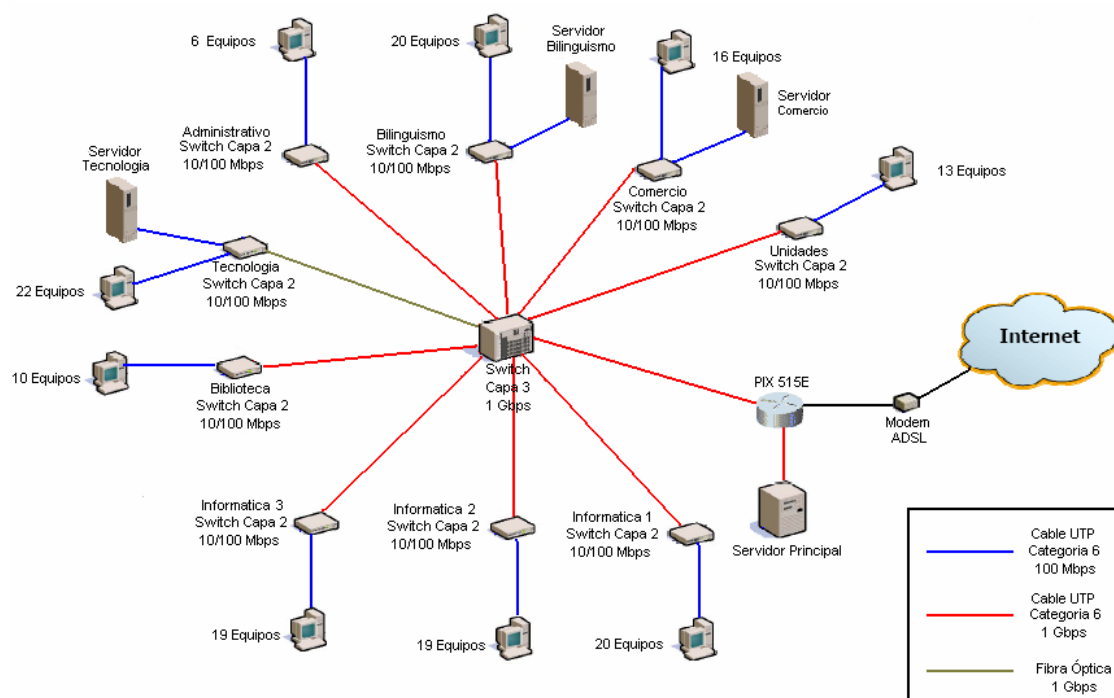 6 Equipos
20 Equipos
Servidor
Bilinguismo
16 Equipos
Servidor
Comercio
Administrativo
Switch Capa 2
10/100 Mbps
Bilinguismo
Switch Capa 2
10/100 Mbps
Servidor
Tecnologia
Comercio
Switch Capa 2
10/100 Mbps
13 Equipos
Unidades
Switch Capa 2
10/100 Mbps
Tecnologia
Switch Capa 2
10/100 Mbps
22 Equipos
Internet
10 Equipos
Biblioteca
Switch Capa 2
10/100 Mbps
Switch
Capa 3
1 Gbps
PIX 515E
Modem
ADSL
Informatica 3
Switch Capa 2
10/100 Mbps
Informatica 2
Switch Capa 2
10/100 Mbps
Informatica 1
Switch Capa 2
10/100 Mbps
Servidor Principal
19 Equipos
19 Equipos
20 Equipos
Cable UTP
Categoria 6
100 Mbps
Cable UTP
Categoria 6
1 Gbps
Fibra Óptica
1 Gbps